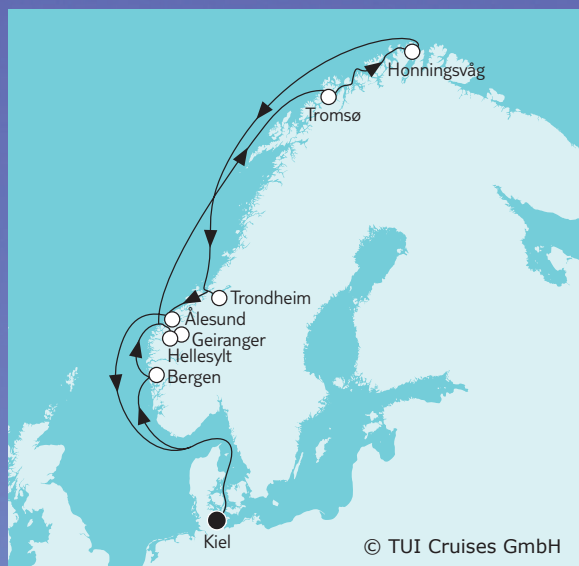 Honningsvåg
Tromsø
Trondheim
Ålesund
Geiranger
Hellesylt
Bergen
Kiel
© TUI Cruises GmbH